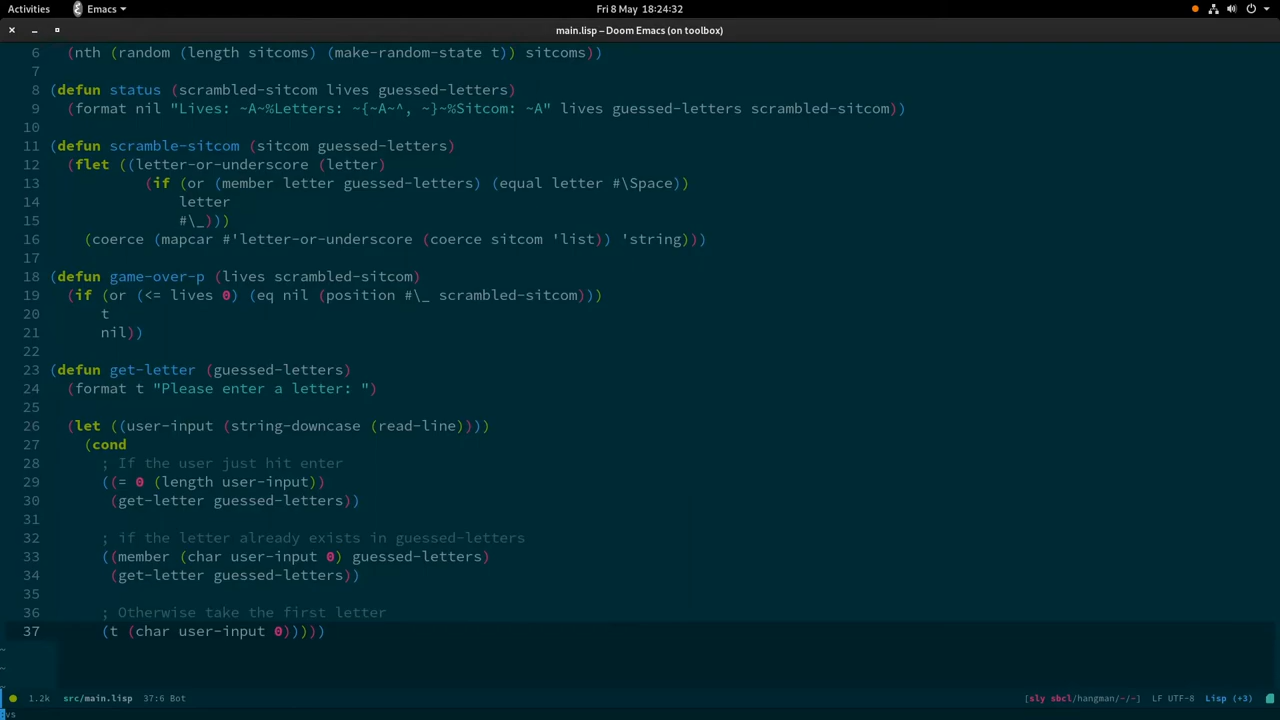 Activities Emacs Fri 8 May 18:24:32
main.lisp – Doom Emacs (on toolbox)
6 (nth (random (length sitcoms) (make-random-state t)) sitcoms))
7
8 (defun status (scrambled-sitcom lives guessed-letters)
9 (format nil "Lives: ~A~%Letters: ~{~A~^, ~}~%Sitcom: ~A" lives guessed-letters scrambled-sitcom))
10
11 (defun scramble-sitcom (sitcom guessed-letters)
12 (flet ((letter-or-underscore (letter)
13 (if (or (member letter guessed-letters) (equal letter #\Space))
14 letter
15 #\_)))
16 (coerce (mapcar #'letter-or-underscore (coerce sitcom 'list)) 'string)))
17
18 (defun game-over-p (lives scrambled-sitcom)
19 (if (or (<= lives 0) (eq nil (position #\_ scrambled-sitcom)))
20 t
21 nil))
22
23 (defun get-letter (guessed-letters)
24 (format t "Please enter a letter: ")
25
26 (let ((user-input (string-downcase (read-line))))
27 (cond
28 ; If the user just hit enter
29 ((= 0 (length user-input))
30 (get-letter guessed-letters))
31
32 ; if the letter already exists in guessed-letters
33 ((member (char user-input 0) guessed-letters)
34 (get-letter guessed-letters))
35
36 ; Otherwise take the first letter
37 (t (char user-input 0)))))
~
~
1.2k src/main.lisp 37:6 Bot [sly sbcl/hangman/-/-] LF UTF-8 Lisp (+3)
:vs